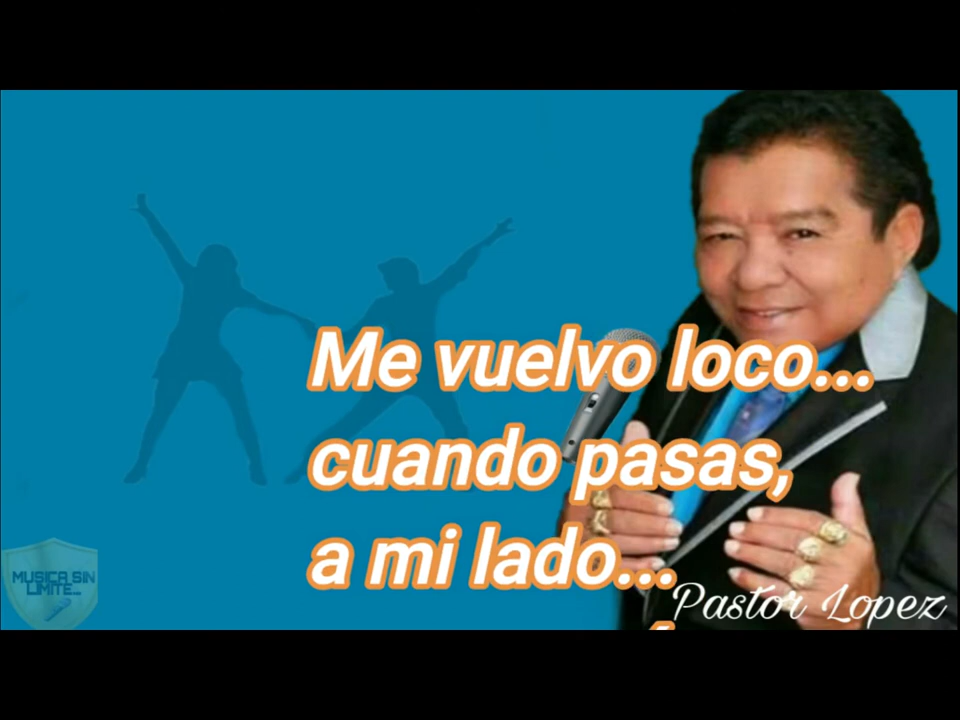 Me vuelvo loco...
cuando pasas,
a mi lado...
Pastor Lopez
MUSICA SIN
LIMITE...